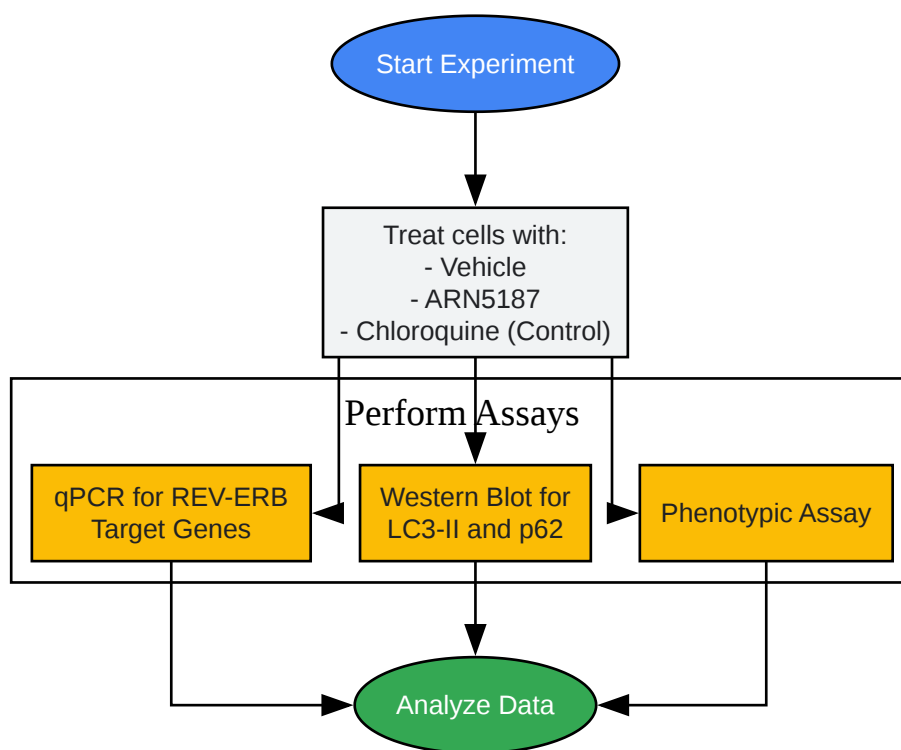 Start Experiment
Treat cells with:
- Vehicle
- ARN5187
- Chloroquine (Control)
Perform Assays
qPCR for REV-ERB
Target Genes
Western Blot for
LC3-II and p62
Phenotypic Assay
Analyze Data